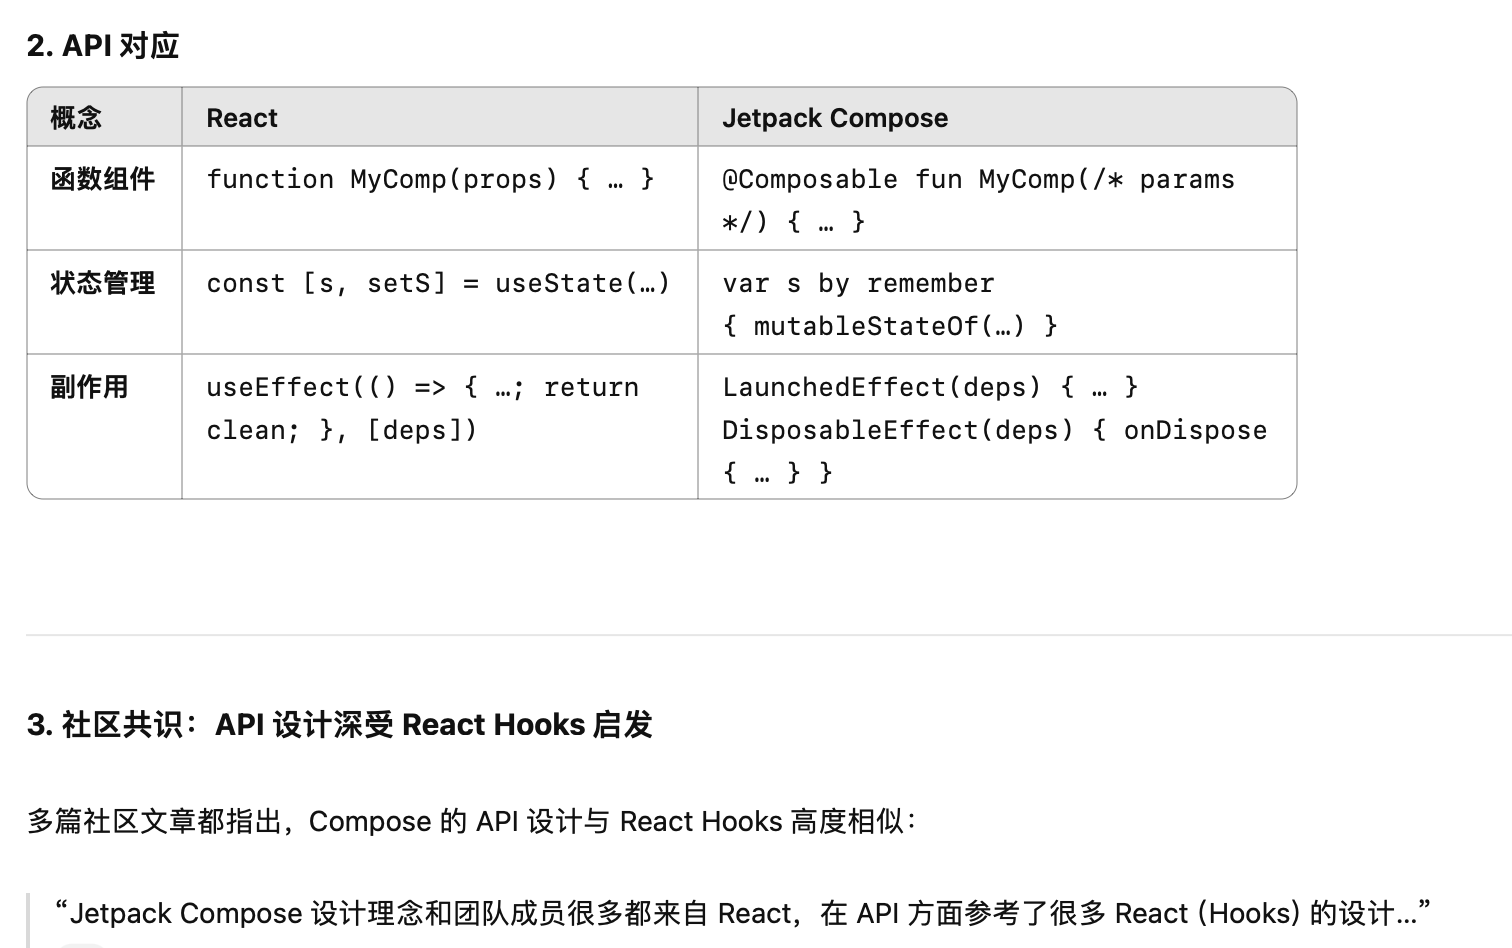 2. API 对应
概念 React Jetpack Compose
函数组件 function MyComp(props) { … } @Composable fun MyComp(/* params
*/) { … }
状态管理 const [s, setS] = useState(…) var s by remember
{ mutableStateOf(…) }
副作用 useEffect(() => { …; return LaunchedEffect(deps) { … }
clean; }, [deps]) DisposableEffect(deps) { onDispose
{ … } }
3. 社区共识：API 设计深受 React Hooks 启发
多篇社区文章都指出，Compose 的 API 设计与 React Hooks 高度相似：
“Jetpack Compose 设计理念和团队成员很多都来自 React，在 API 方面参考了很多 React (Hooks) 的设计…”